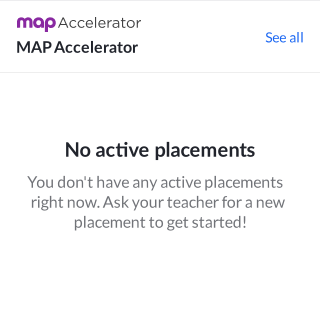 map Accelerator
MAP Accelerator
See all
No active placements
You don't have any active placements
right now. Ask your teacher for a new
placement to get started!